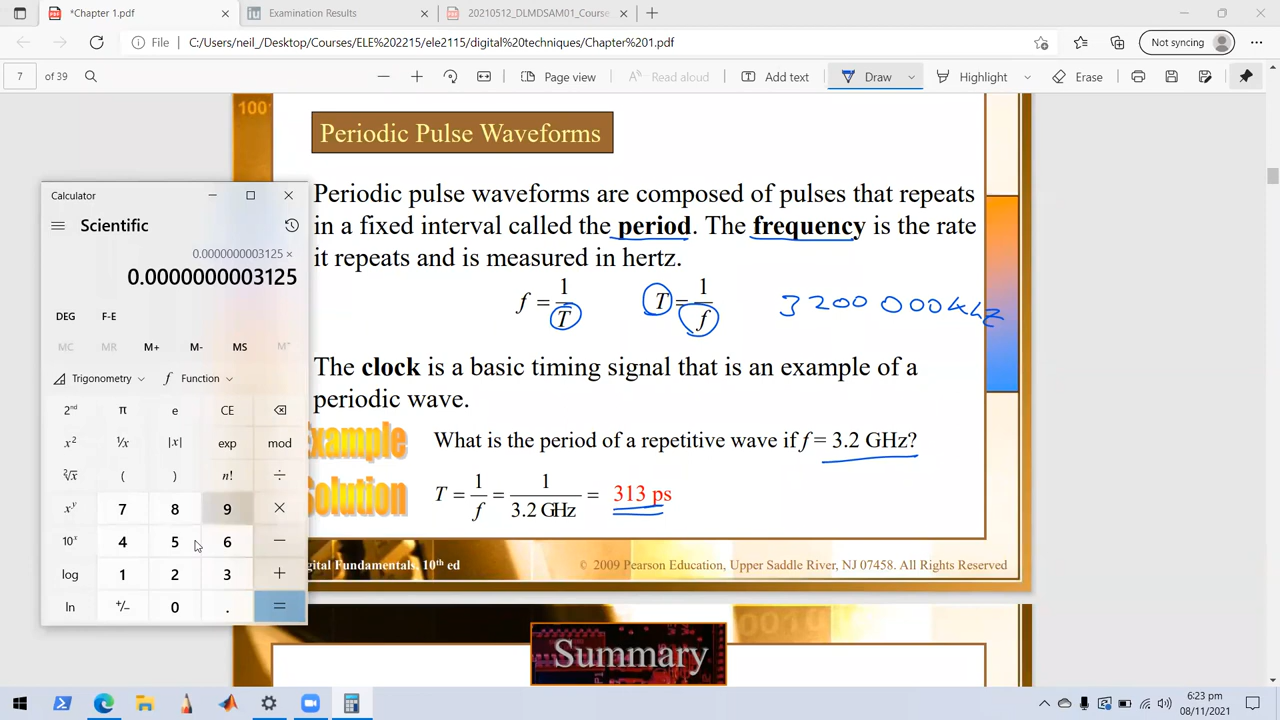 *Chapter 1.pdf
Examination Results
20210512_DLMDSAM01_Course
File
C:/Users/neil_/Desktop/Courses/ELE%202215/ele2115/digital%20techniques/Chapter%201.pdf
Not syncing
7 of 39
Page view
Read aloud
Add text
Draw
Highlight
Erase
1001
Periodic Pulse Waveforms
Periodic pulse waveforms are composed of pulses that repeats
in a fixed interval called the period. The frequency is the rate
it repeats and is measured in hertz.
f = 1/T T = 1/f 3200 000kHz
The clock is a basic timing signal that is an example of a
periodic wave.
Example
What is the period of a repetitive wave if f = 3.2 GHz?
Solution
T = 1/f = 1/3.2 GHz = 313 ps
gital Fundamentals, 10th ed
© 2009 Pearson Education, Upper Saddle River, NJ 07458. All Rights Reserved
Summary
Calculator
Scientific
0.0000000003125 ×
0.0000000003125
DEG F-E
MC MR M+ M- MS M˅
Trigonometry Function
2nd π e CE
x² ¹/x |x| exp mod
²√x ( ) n! ÷
xʸ 7 8 9 ×
10ˣ 4 5 6 −
log 1 2 3 +
ln +/− 0 . =
6:23 pm
08/11/2021